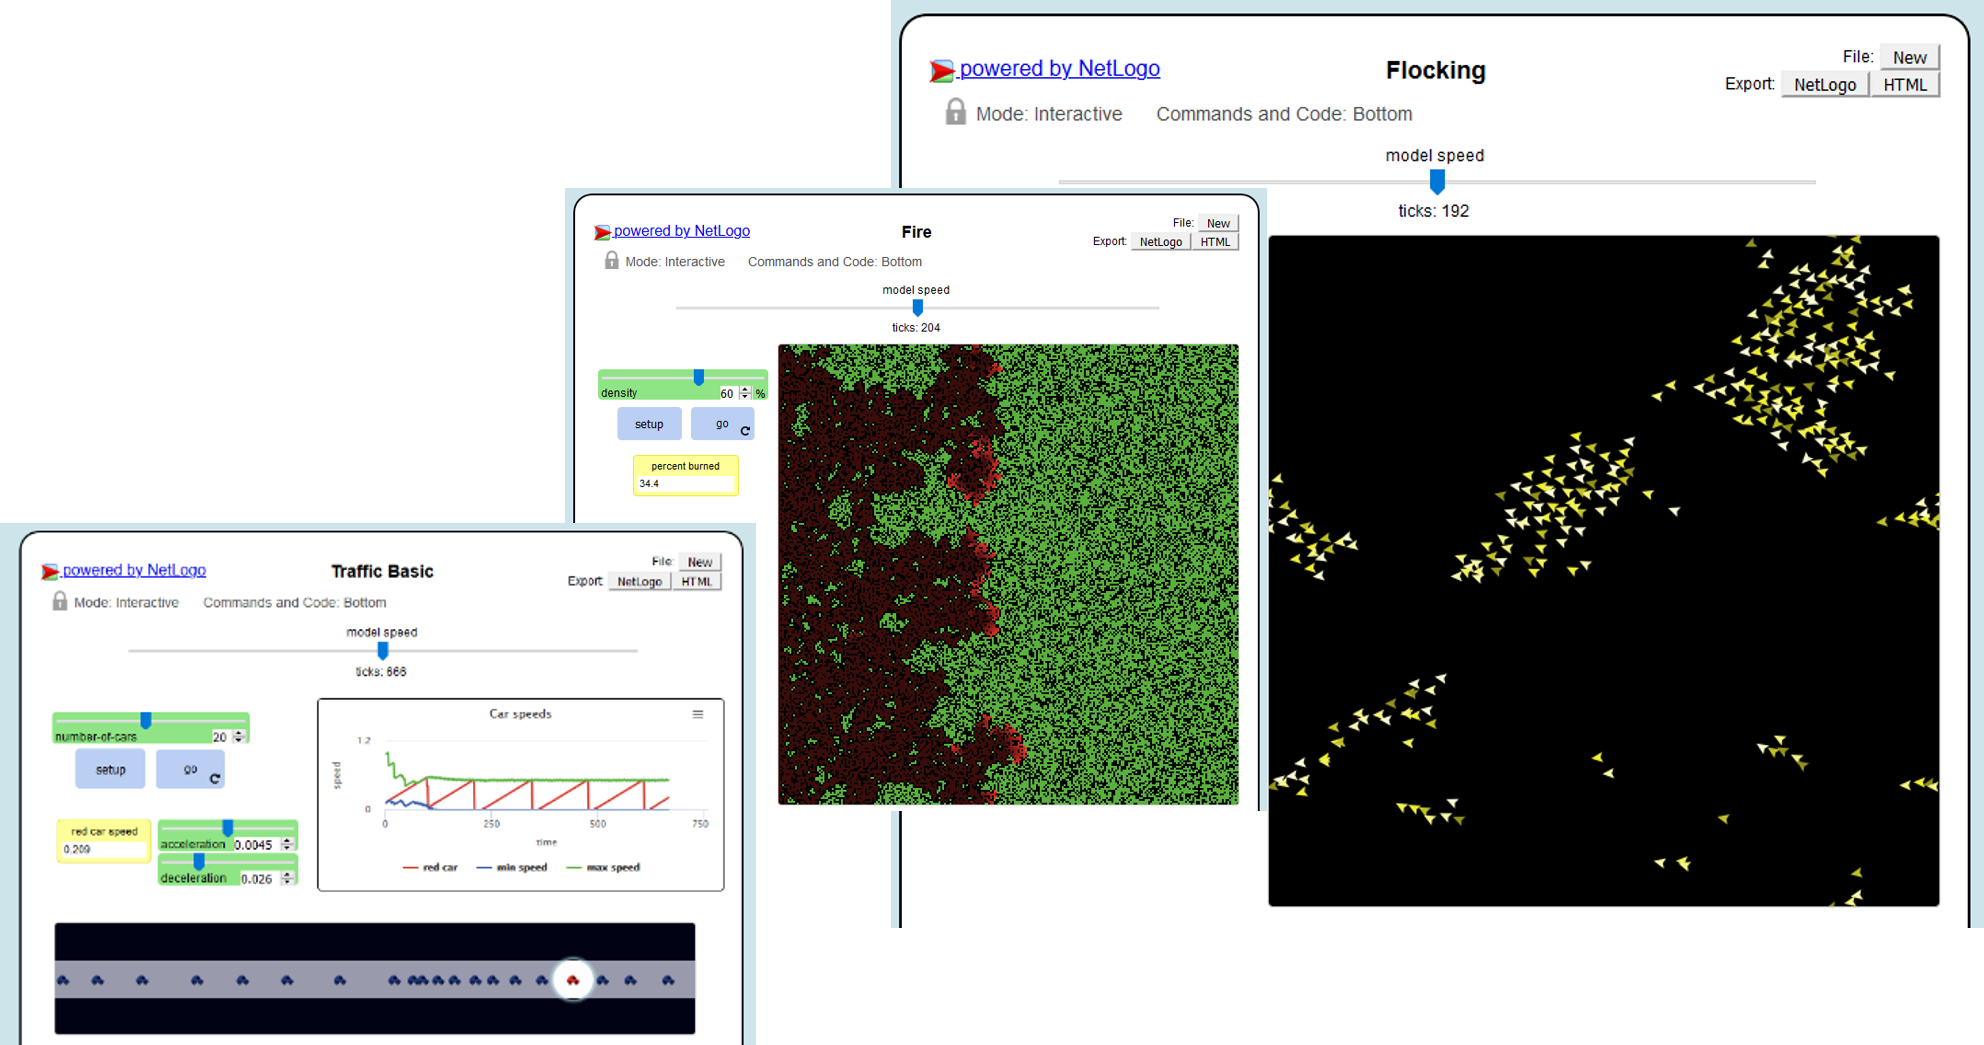 powered by NetLogo
Flocking
File: New
Export: NetLogo HTML
Mode: Interactive Commands and Code: Bottom
model speed
ticks: 192
powered by NetLogo
Fire
File: New
Export: NetLogo HTML
Mode: Interactive Commands and Code: Bottom
model speed
ticks: 204
density 60 %
setup go
percent burned
34.4
powered by NetLogo
Traffic Basic
File: New
Export: NetLogo HTML
Mode: Interactive Commands and Code: Bottom
model speed
ticks: 666
number-of-cars 20
setup go
red car speed
0.209
acceleration 0.0045
deceleration 0.026
Car speeds
1.2
speed
0
0 250 500 750
time
red car min speed max speed